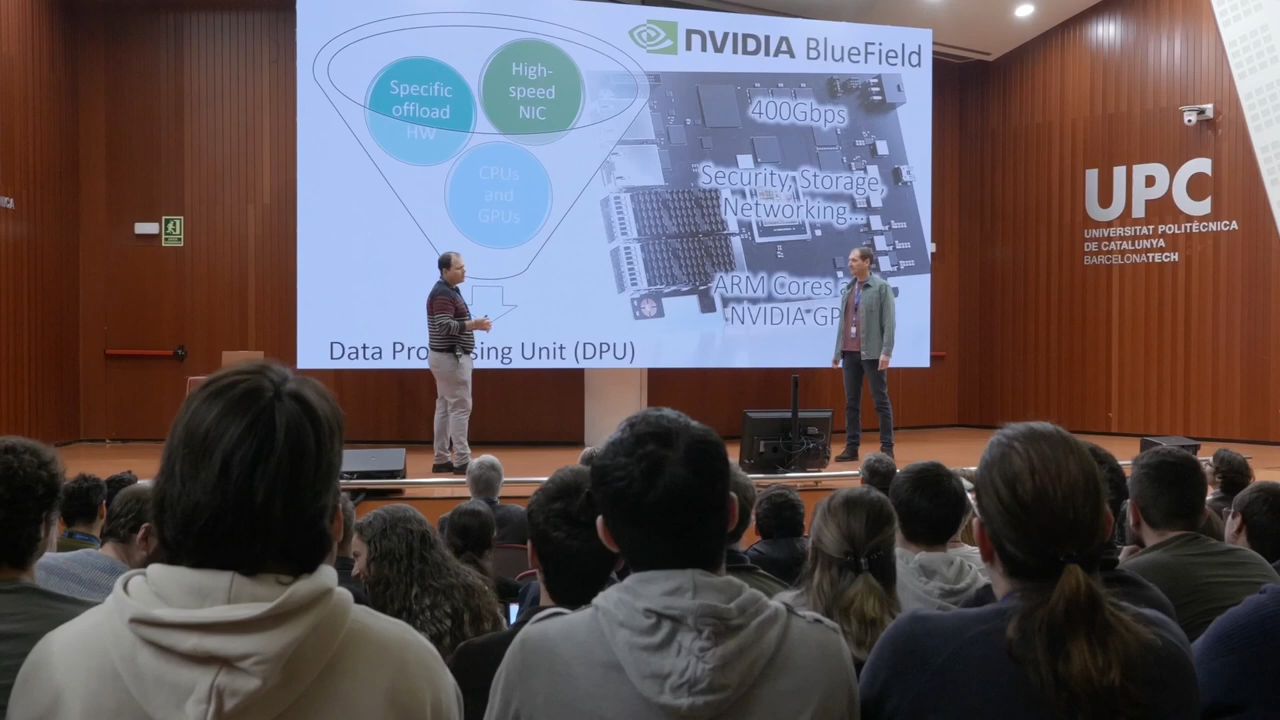 NVIDIA BlueField
Specific
offload
HW
High-
speed
NIC
CPUs
and
GPUs
400Gbps
Security, Storage,
Networking...
ARM Cores
NVIDIA GP
Data Pro sing Unit (DPU)
UPC
UNIVERSITAT POLITÈCNICA
DE CATALUNYA
BARCELONATECH